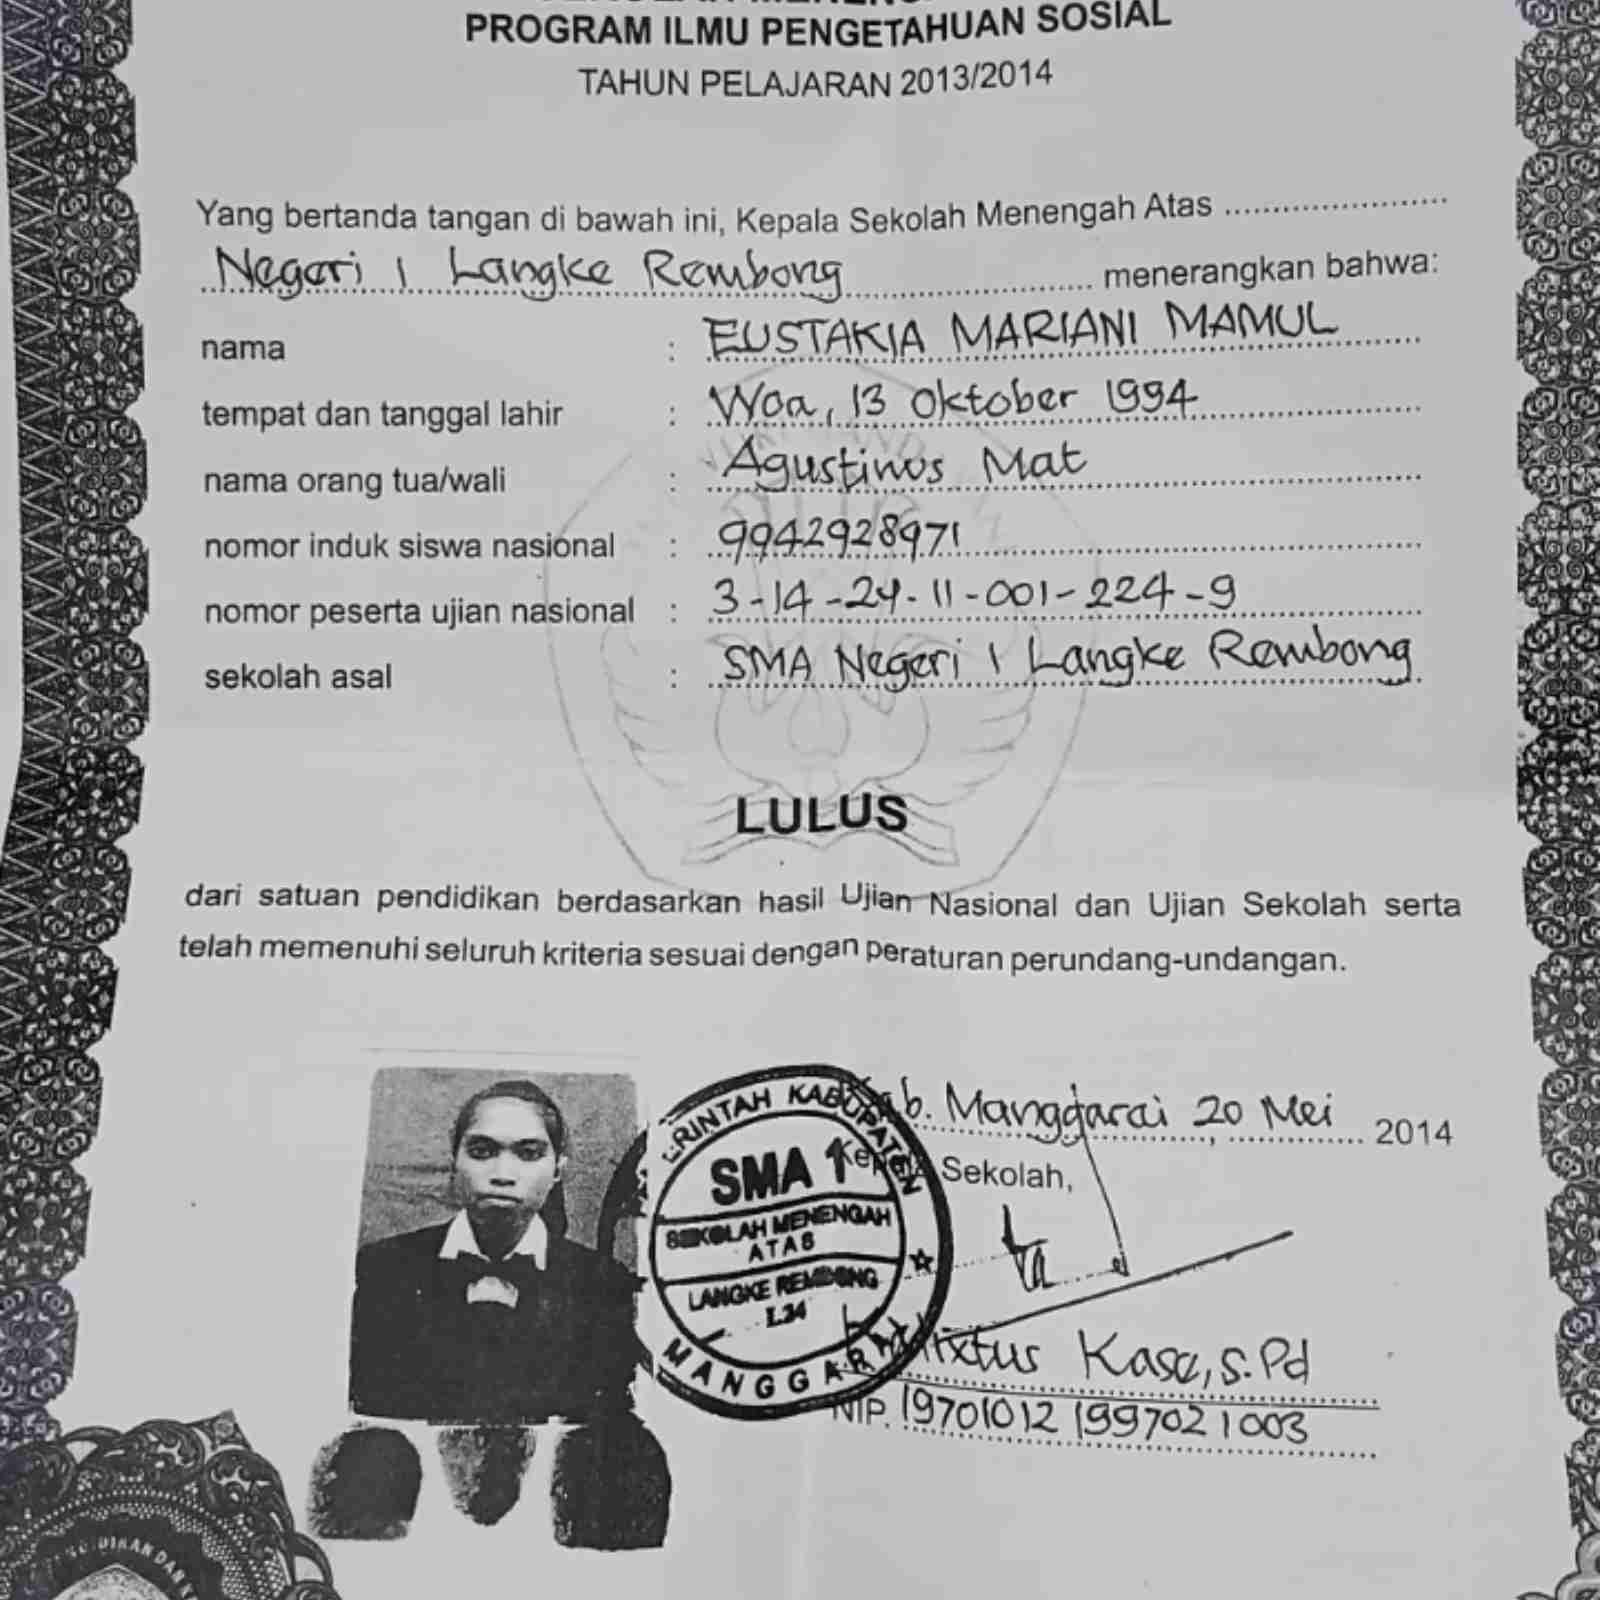 PROGRAM ILMU PENGETAHUAN SOSIAL
TAHUN PELAJARAN 2013/2014
Yang bertanda tangan di bawah ini, Kepala Sekolah Menengah Atas
Negeri 1 Langke Rembong menerangkan bahwa:
nama : EUSTAKIA MARIANI MAMUL
tempat dan tanggal lahir : Woa, 13 Oktober 1994
nama orang tua/wali : Agustinus Mat
nomor induk siswa nasional : 9942928971
nomor peserta ujian nasional : 3-14-24-11-001-224-9
sekolah asal : SMA Negeri 1 Langke Rembong
LULUS
dari satuan pendidikan berdasarkan hasil Ujian Nasional dan Ujian Sekolah serta
telah memenuhi seluruh kriteria sesuai dengan peraturan perundang-undangan.
Kab. Manggarai, 20 Mei 2014
Kepala Sekolah,
ERINTAH KABUPATEN
SMA 1
SEKOLAH MENENGAH
ATAS
LANGKE REMBONG
MANGGARAI
Kase, S.Pd
NIP. 19701012 199702 1 003